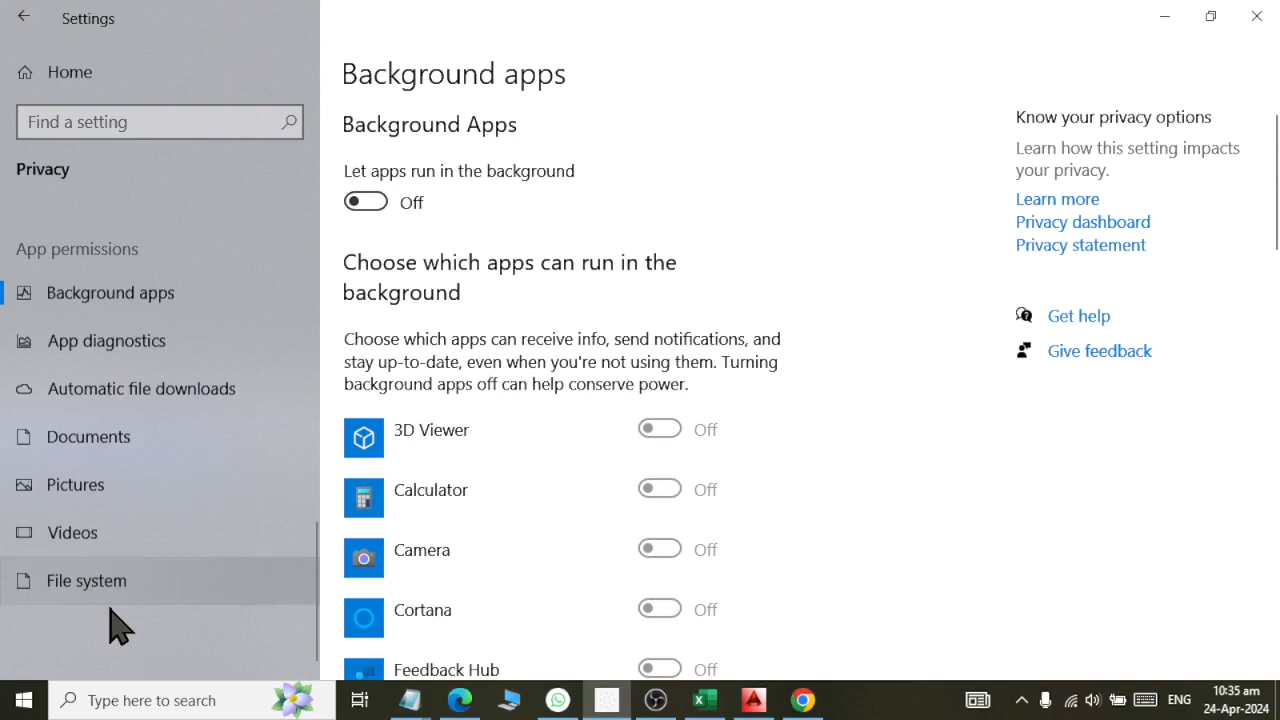 Settings
Home
Find a setting
Privacy
App permissions
Background apps
App diagnostics
Automatic file downloads
Documents
Pictures
Videos
File system
Background apps
Background Apps
Let apps run in the background
Off
Choose which apps can run in the
background
Choose which apps can receive info, send notifications, and
stay up-to-date, even when you're not using them. Turning
background apps off can help conserve power.
3D Viewer Off
Calculator Off
Camera Off
Cortana Off
Feedback Hub Off
Know your privacy options
Learn how this setting impacts
your privacy.
Learn more
Privacy dashboard
Privacy statement
Get help
Give feedback
Type here to search
ENG
10:35 am
24-Apr-2024